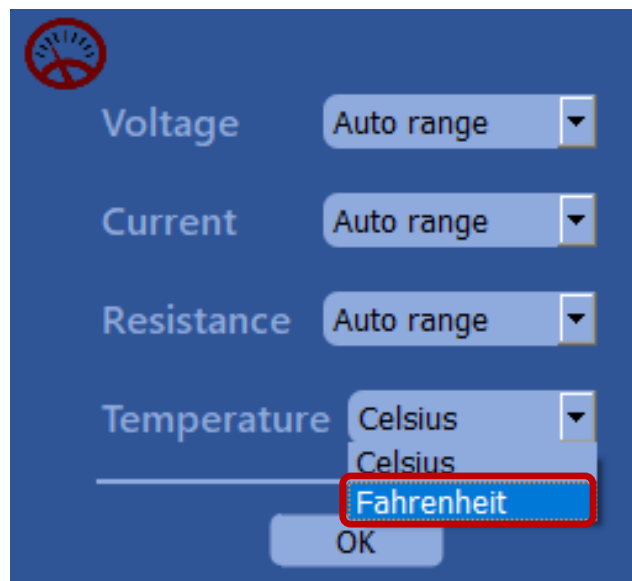 Voltage Auto range
Current Auto range
Resistance Auto range
Temperature Celsius
Celsius
Fahrenheit
OK